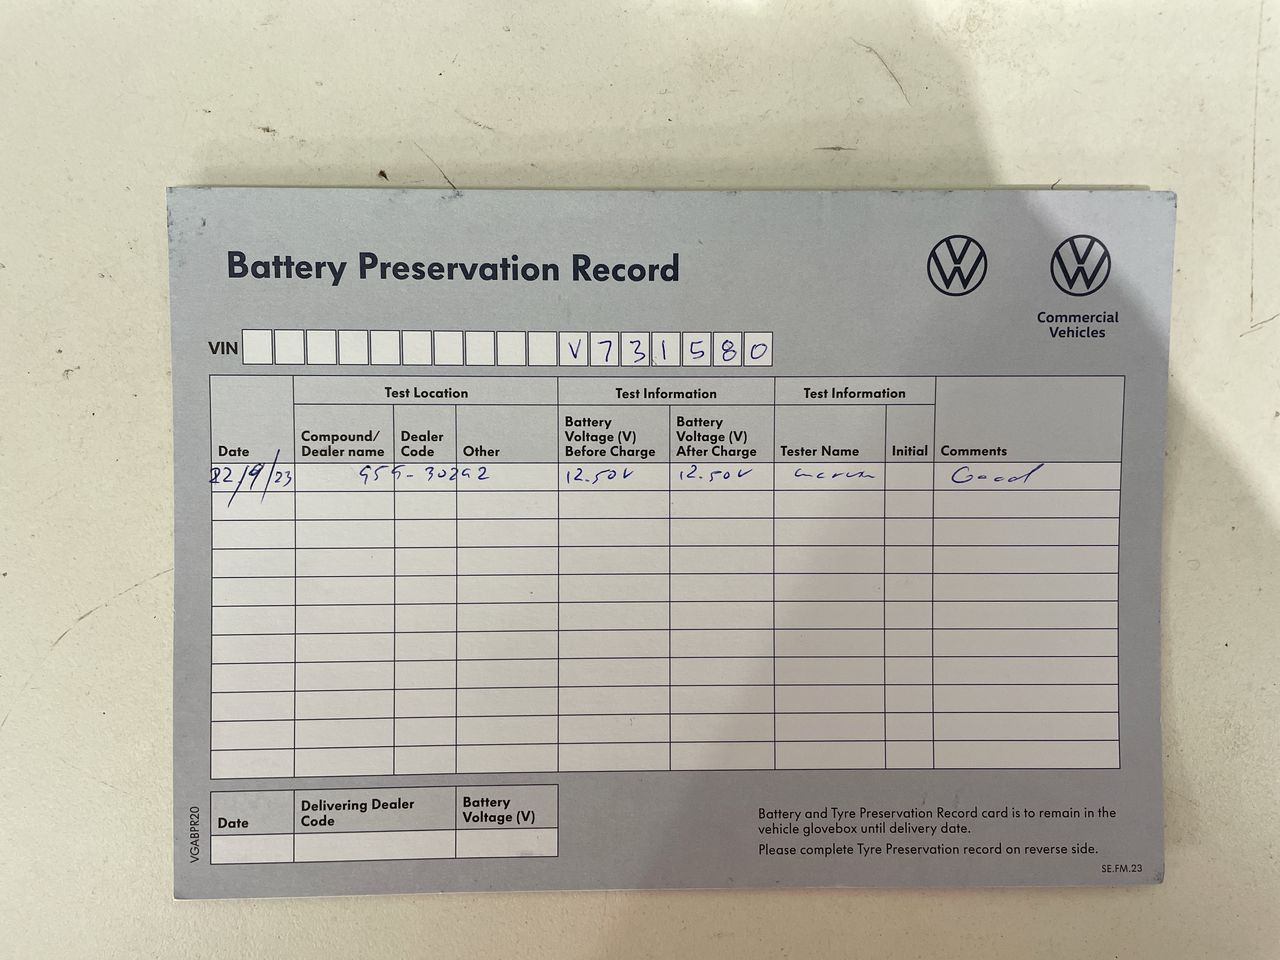 Battery Preservation Record
Commercial
Vehicles
VIN V731580
Test Location Test Information Test Information
Date Compound/ Dealer name Dealer Code Other Battery Voltage (V) Before Charge Battery Voltage (V) After Charge Tester Name Initial Comments
22/9/23 12.50V 12.50V Good
Date Delivering Dealer Code Battery Voltage (V)
Battery and Tyre Preservation Record card is to remain in the
vehicle glovebox until delivery date.
Please complete Tyre Preservation record on reverse side.
VGABPR20
SE.FM.23